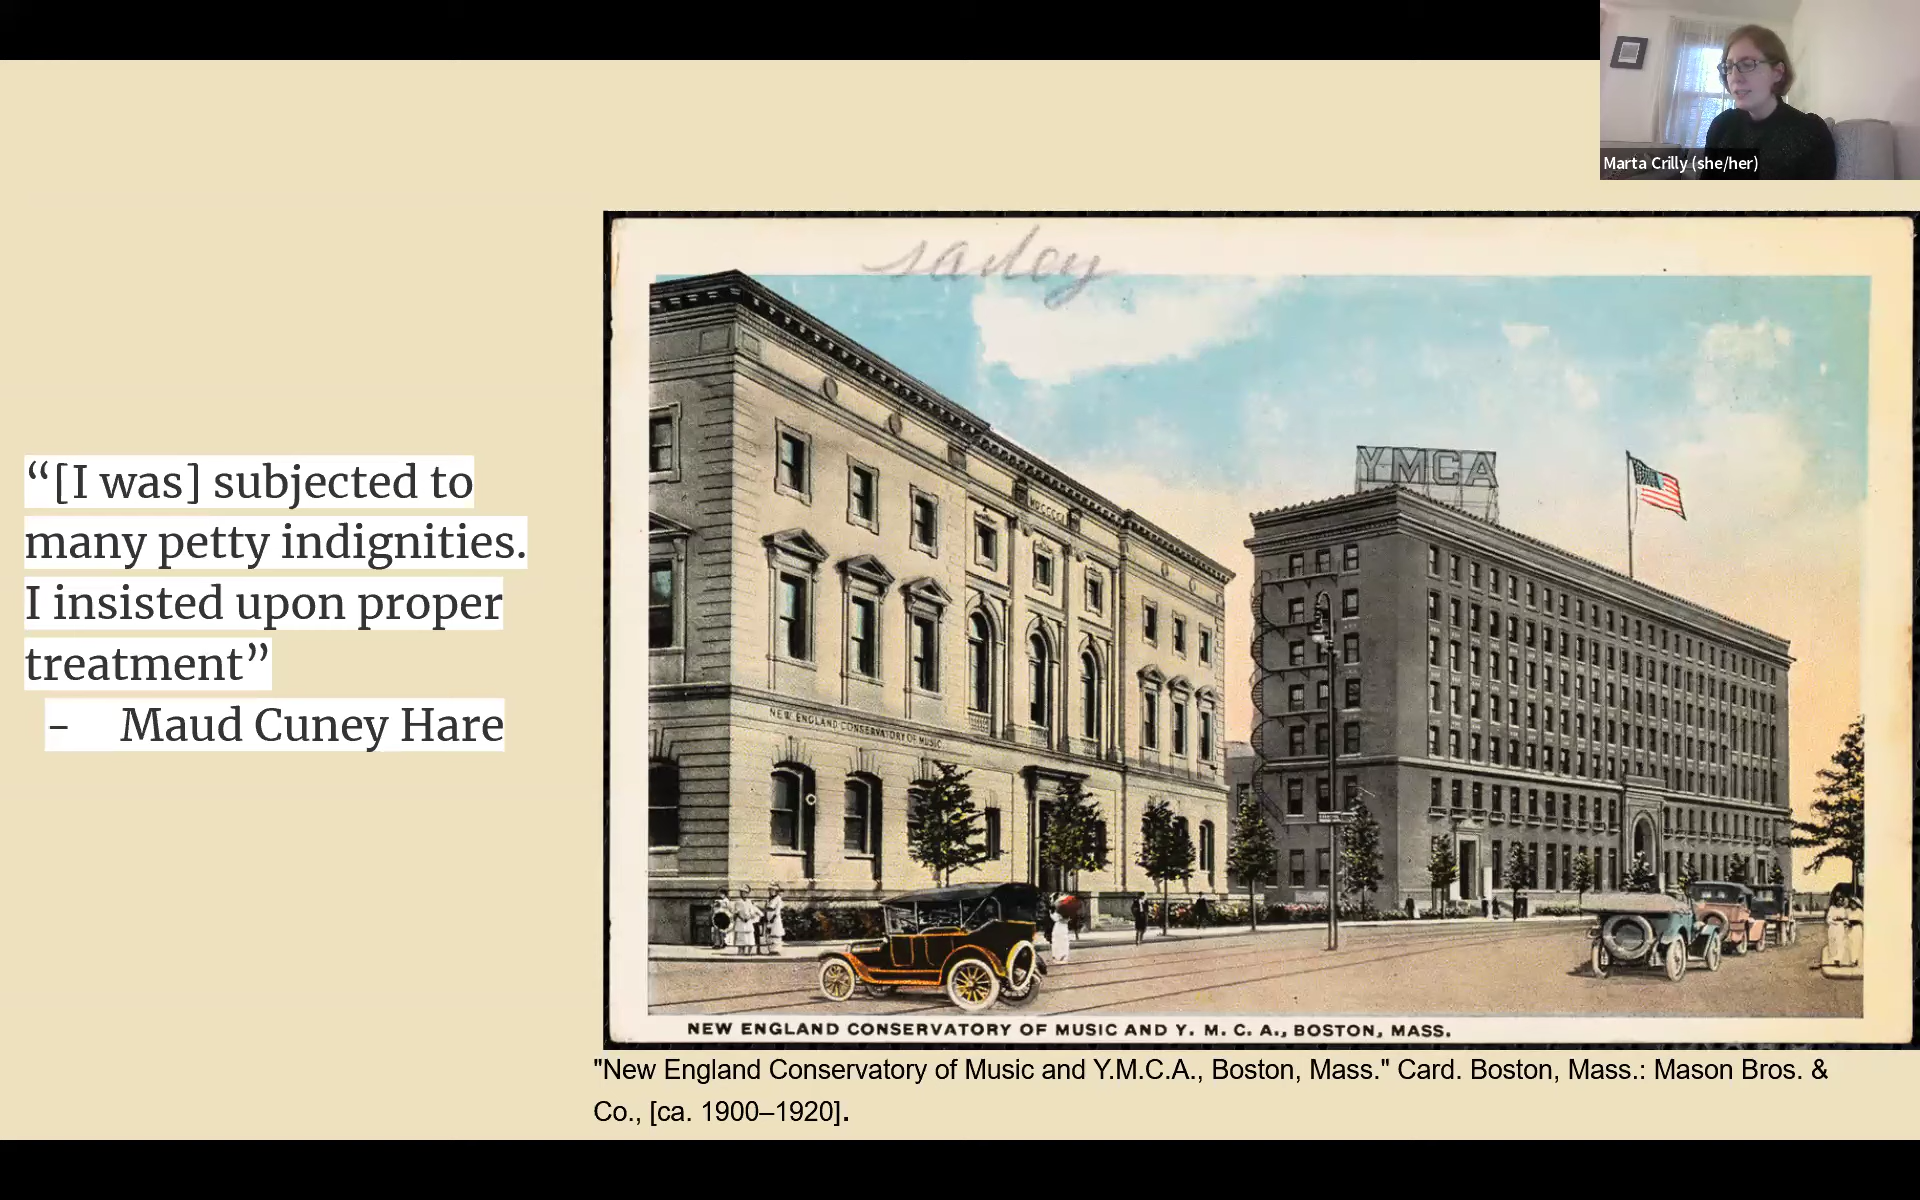 Marta Crilly (she/her)
“[I was] subjected to
many petty indignities.
I insisted upon proper
treatment”
- Maud Cuney Hare
YMCA
NEW ENGLAND CONSERVATORY OF MUSIC
NEW ENGLAND CONSERVATORY OF MUSIC AND Y. M. C. A., BOSTON, MASS.
"New England Conservatory of Music and Y.M.C.A., Boston, Mass." Card. Boston, Mass.: Mason Bros. &
Co., [ca. 1900–1920].